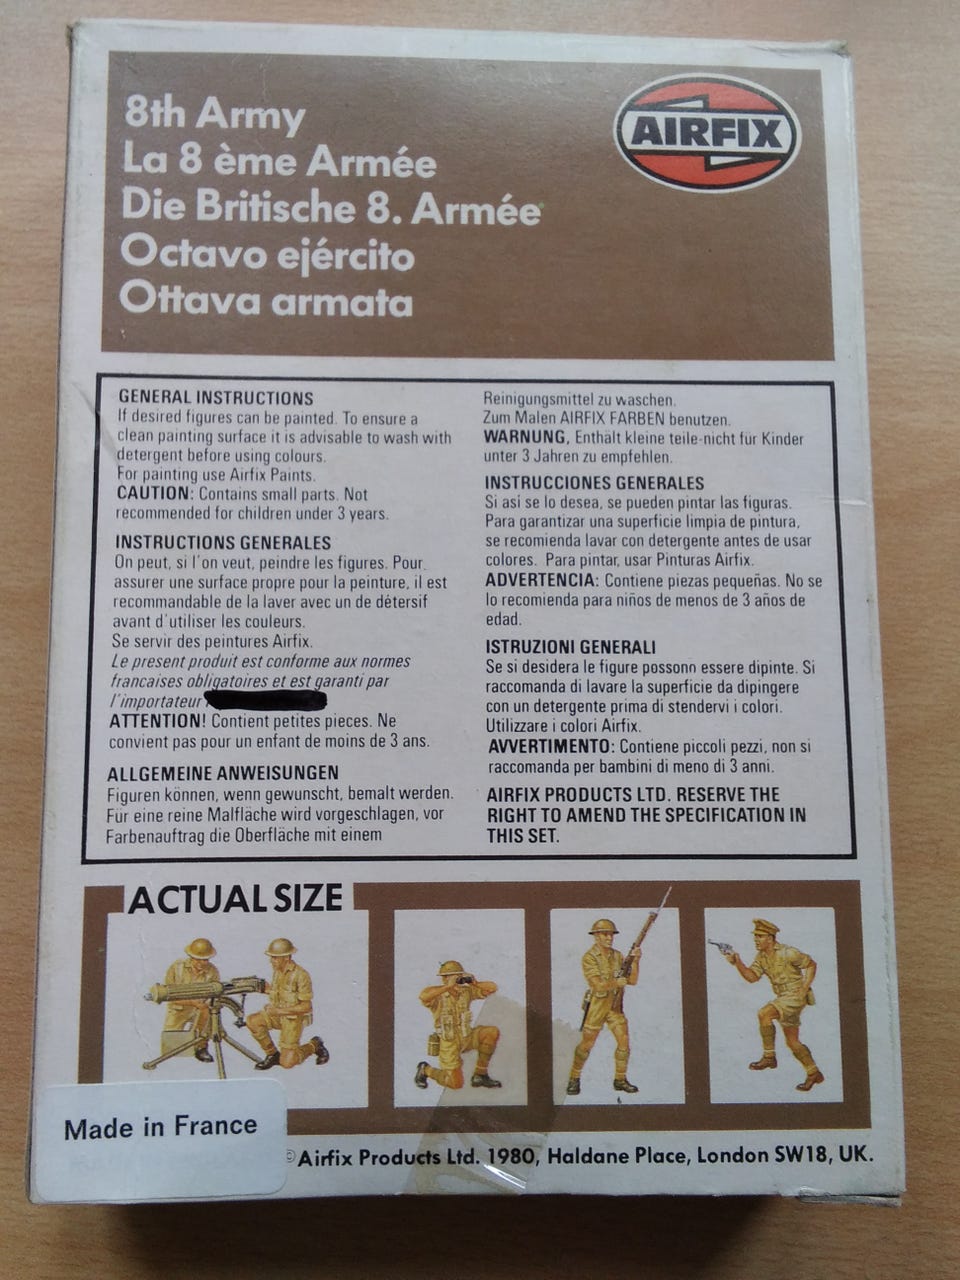 8th Army
La 8 ème Armée
Die Britische 8. Armée
Octavo ejército
Ottava armata
AIRFIX
GENERAL INSTRUCTIONS
If desired figures can be painted. To ensure a
clean painting surface it is advisable to wash with
detergent before using colours.
For painting use Airfix Paints.
CAUTION: Contains small parts. Not
recommended for children under 3 years.
INSTRUCTIONS GENERALES
On peut, si l'on veut, peindre les figures. Pour
assurer une surface propre pour la peinture, il est
recommandable de la laver avec un de détersif
avant d'utiliser les couleurs.
Se servir des peintures Airfix.
Le present produit est conforme aux normes
francaises obligatoires et est garanti par
l'importateur
ATTENTION! Contient petites pieces. Ne
convient pas pour un enfant de moins de 3 ans.
ALLGEMEINE ANWEISUNGEN
Figuren können, wenn gewunscht, bemalt werden.
Für eine reine Malfläche wird vorgeschlagen, vor
Farbenauftrag die Oberfläche mit einem
Reinigungsmittel zu waschen.
Zum Malen AIRFIX FARBEN benutzen.
WARNUNG, Enthält kleine teile-nicht für Kinder
unter 3 Jahren zu empfehlen.
INSTRUCCIONES GENERALES
Si asi se lo desea, se pueden pintar las figuras.
Para garantizar una superficie limpia de pintura,
se recomienda lavar con detergente antes de usar
colores. Para pintar, usar Pinturas Airfix.
ADVERTENCIA: Contiene piezas pequeñas. No se
lo recomienda para niños de menos de 3 años de
edad.
ISTRUZIONI GENERALI
Se si desidera le figure possono essere dipinte. Si
raccomanda di lavare la superficie da dipingere
con un detergente prima di stendervi i colori.
Utilizzare i colori Airfix.
AVVERTIMENTO: Contiene piccoli pezzi, non si
raccomanda per bambini di meno di 3 anni.
AIRFIX PRODUCTS LTD. RESERVE THE
RIGHT TO AMEND THE SPECIFICATION IN
THIS SET.
ACTUAL SIZE
Made in France
©Airfix Products Ltd. 1980, Haldane Place, London SW18, UK.